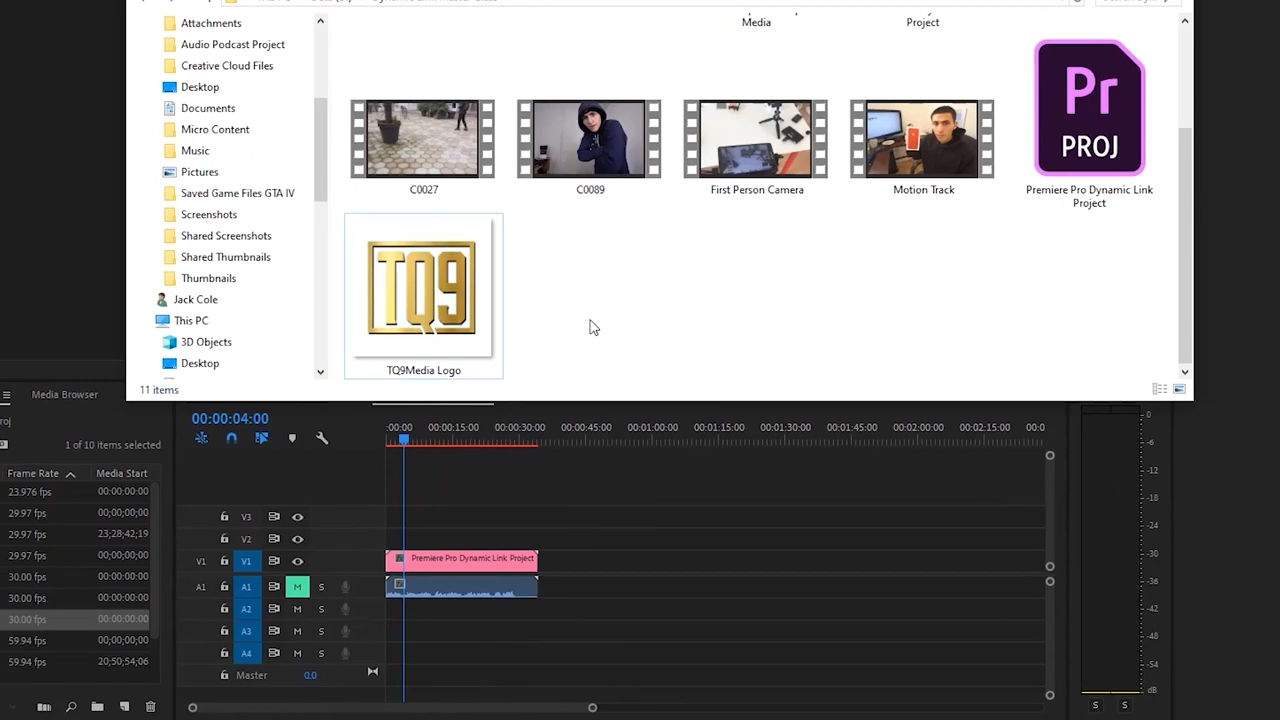 Media
Project
Attachments
Audio Podcast Project
Creative Cloud Files
Desktop
Documents
Micro Content
Music
Pictures
Saved Game Files GTA IV
Screenshots
Shared Screenshots
Shared Thumbnails
Thumbnails
Jack Cole
This PC
3D Objects
Desktop
11 items
C0027
C0089
First Person Camera
Motion Track
Pr
PROJ
Premiere Pro Dynamic Link
Project
TQ9
TQ9Media Logo
Media Browser
1 of 10 items selected
Frame Rate Media Start
23.976 fps 00:00:00:00
29.97 fps 00;00;00;00
29.97 fps 23;28;42;19
29.97 fps 00;00;00;00
30.00 fps 00:00:00:00
30.00 fps 00:00:00:00
30.00 fps 00:00:00:00
59.94 fps 00;00;00;00
59.94 fps 20;50;54;06
00:00:04:00
:00:00 00:00:15:00 00:00:30:00 00:00:45:00 00:01:00:00 00:01:15:00 00:01:30:00 00:01:45:00 00:02:00:00 00:02:15:00 00:0
V3
V2
V1 V1 Premiere Pro Dynamic Link Project
A1 A1 M S
A2 M S
A3 M S
A4 M S
Master 0.0
0
-6
-12
-18
-24
-30
-36
-42
-48
-54
dB
S S